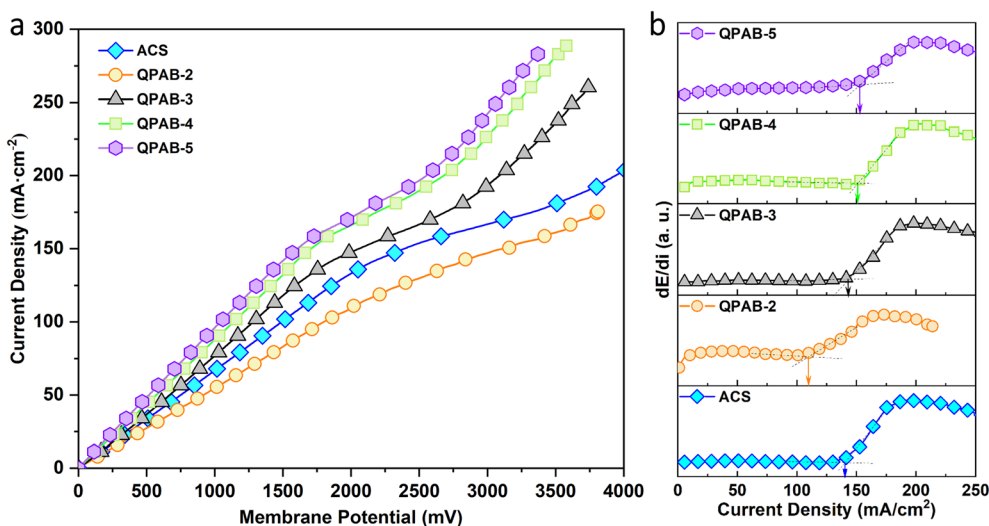 a
300
250
200
150
100
50
0
Current Density (mA·cm⁻²)
ACS
QPAB-2
QPAB-3
QPAB-4
QPAB-5
0 500 1000 1500 2000 2500 3000 3500 4000
Membrane Potential (mV)
b
dE/di (a. u.)
QPAB-5
QPAB-4
QPAB-3
QPAB-2
ACS
0 50 100 150 200 250
Current Density (mA/cm²)